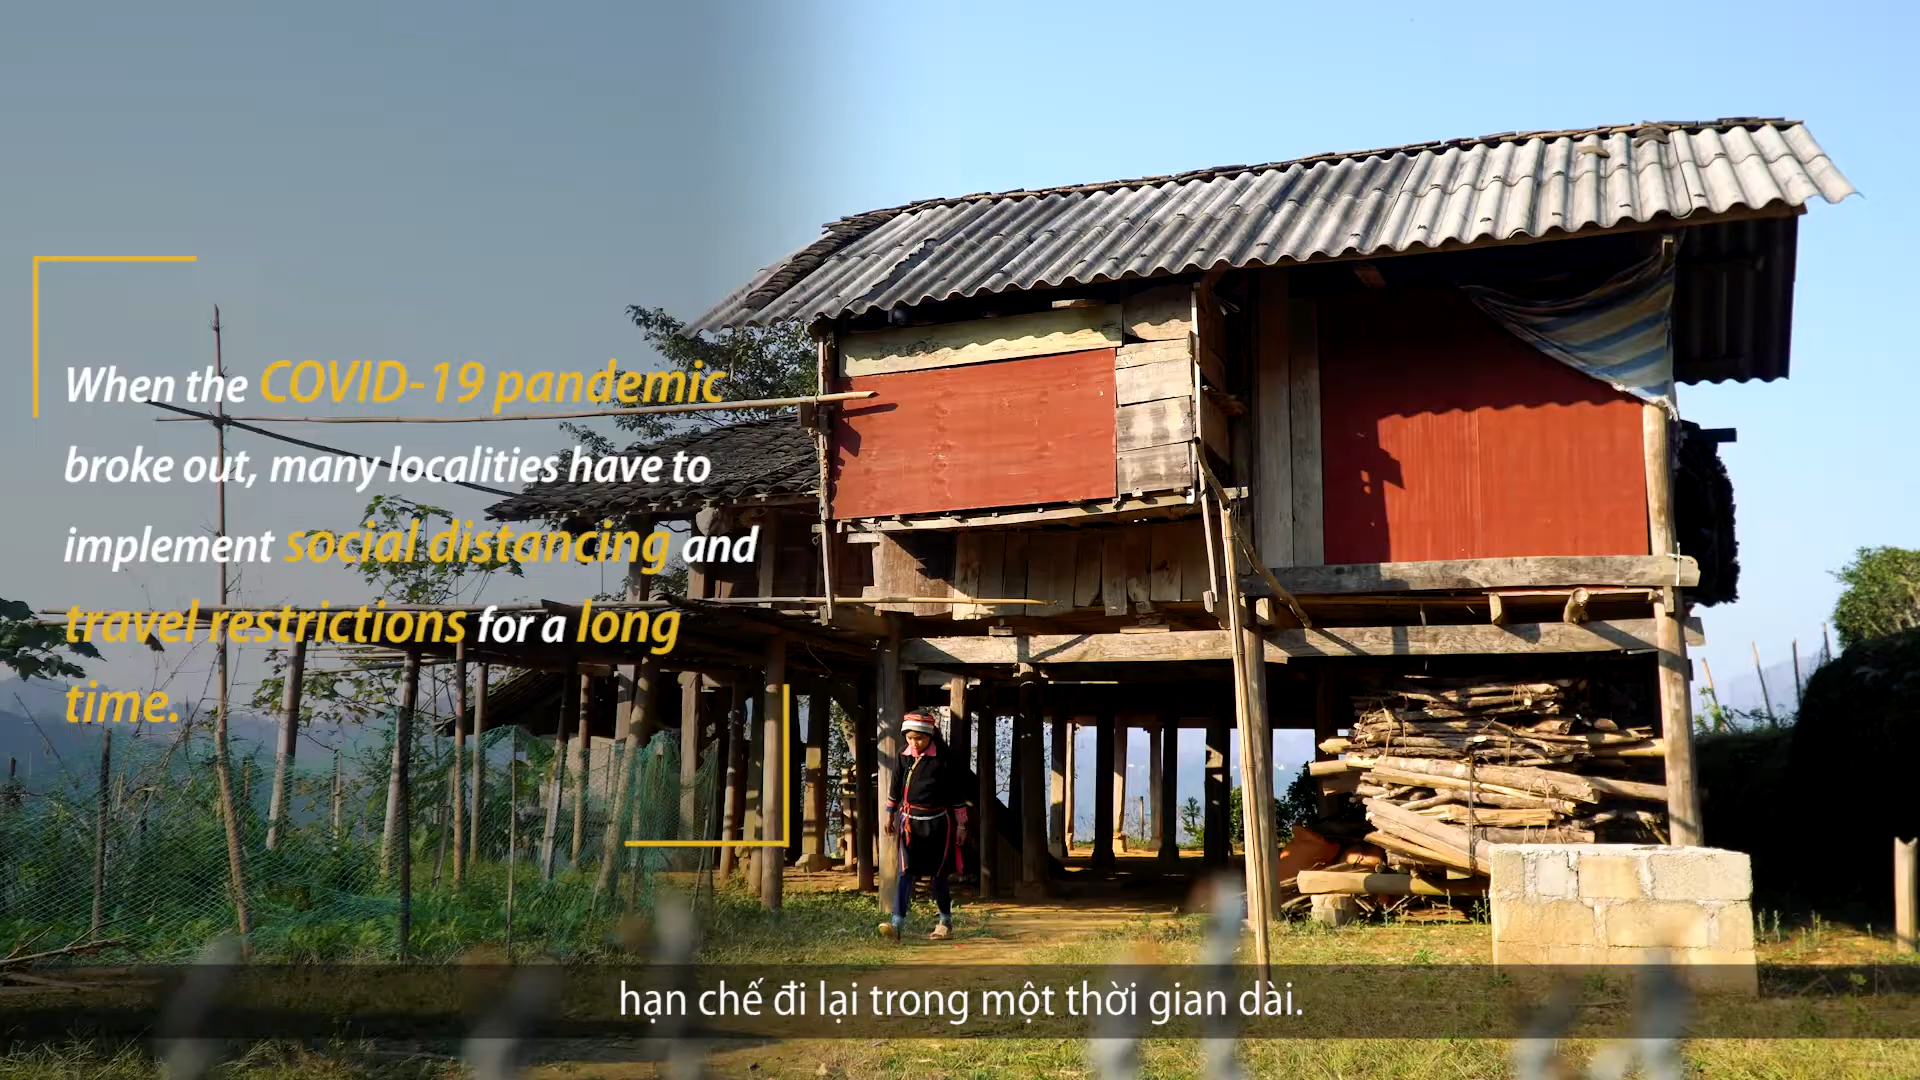 When the COVID-19 pandemic
broke out, many localities have to
implement social distancing and
travel restrictions for a long
time.
hạn chế đi lại trong một thời gian dài.